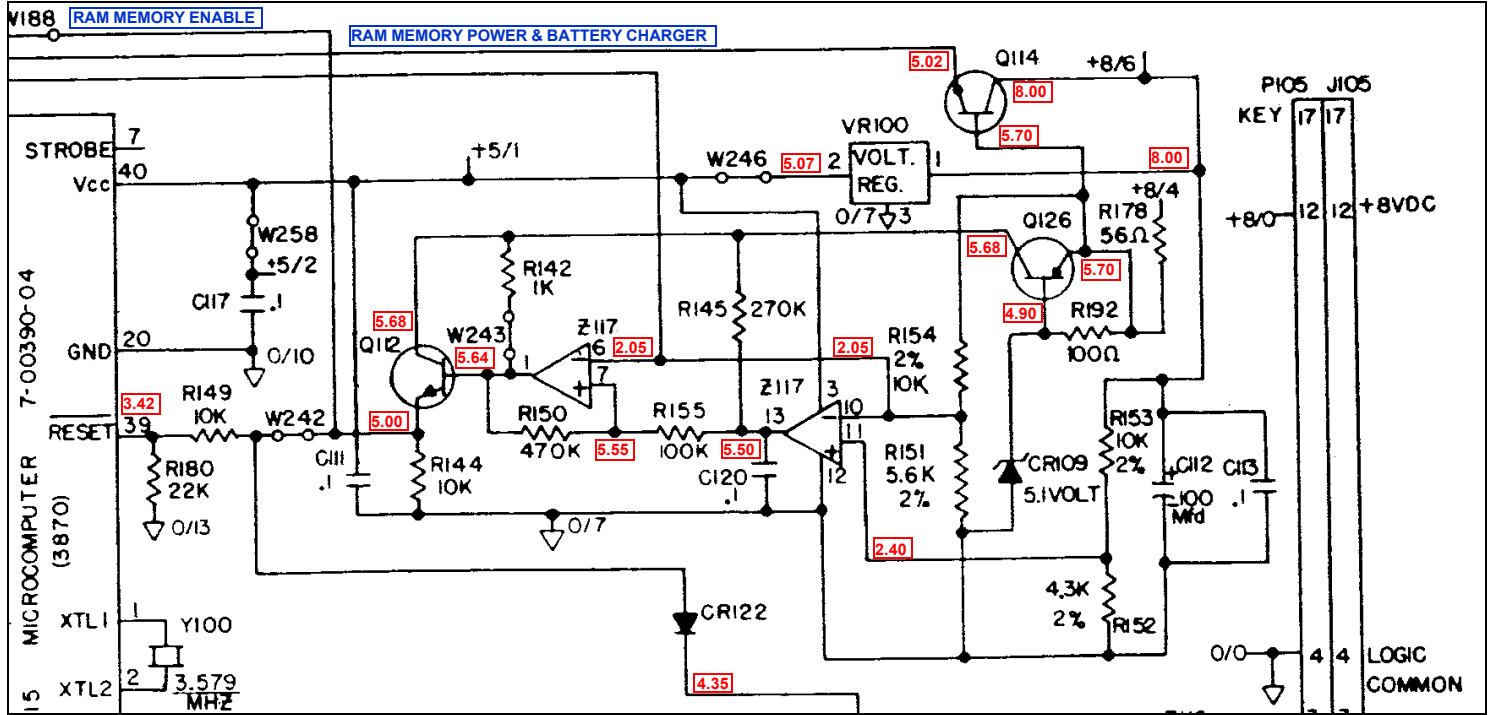 W188
RAM MEMORY ENABLE
RAM MEMORY POWER & BATTERY CHARGER
5.02
Q114
+8/6
8.00
P105 J105
KEY 17 17
5.70
VR100
STROBE 7
+5/1
W246
5.07
2 VOLT. 1
REG.
8.00
40
Vcc
+8/4
0/7 3
R178
56Ω
+8/0 12 12 +8VDC
W258
Q126
+5/2
5.68
5.70
R142
1K
C117 .1
R145 270K
4.90
R192
100Ω
7-00390-04
5.68
W243
Z117
6
2.05
2.05
R154
2%
10K
20
GND
0/10
Q112
5.64
1
7
Z117
3
3.42
R149
10K
W242
5.00
R150
470K
R155
100K
13
10
11
39
RESET
5.55
5.50
R151
5.6K
2%
R153
10K
2%
C111
.1
R144
10K
C120
.1
12
CR109
5.1VOLT
+ C112
100
Mfd
C113
.1
R180
22K
0/13
0/7
2.40
MICROCOMPUTER
(3870)
4.3K
2%
R152
XTL1 1
Y100
CR122
0/0 4 4 LOGIC
COMMON
XTL2 2
3.579
MHZ
4.35
15